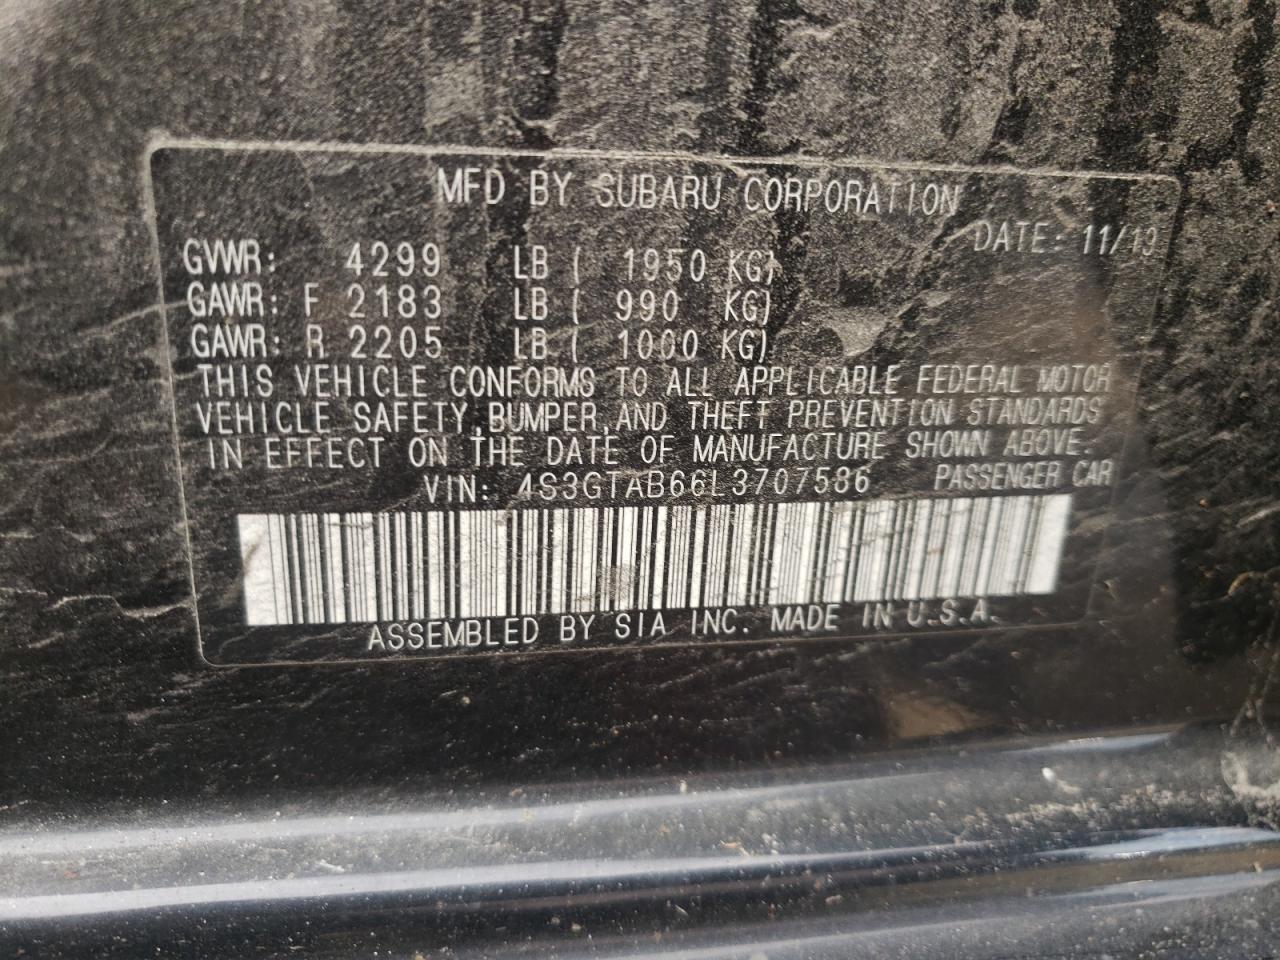 MFD BY SUBARU CORPORATION
DATE: 11/19
GVWR: 4299 LB ( 1950 KG)
GAWR: F 2183 LB ( 990 KG)
GAWR: R 2205 LB ( 1000 KG)
THIS VEHICLE CONFORMS TO ALL APPLICABLE FEDERAL MOTOR
VEHICLE SAFETY,BUMPER,AND THEFT PREVENTION STANDARDS
IN EFFECT ON THE DATE OF MANUFACTURE SHOWN ABOVE.
VIN: 4S3GTAB66L3707586 PASSENGER CAR
ASSEMBLED BY SIA INC. MADE IN U.S.A.